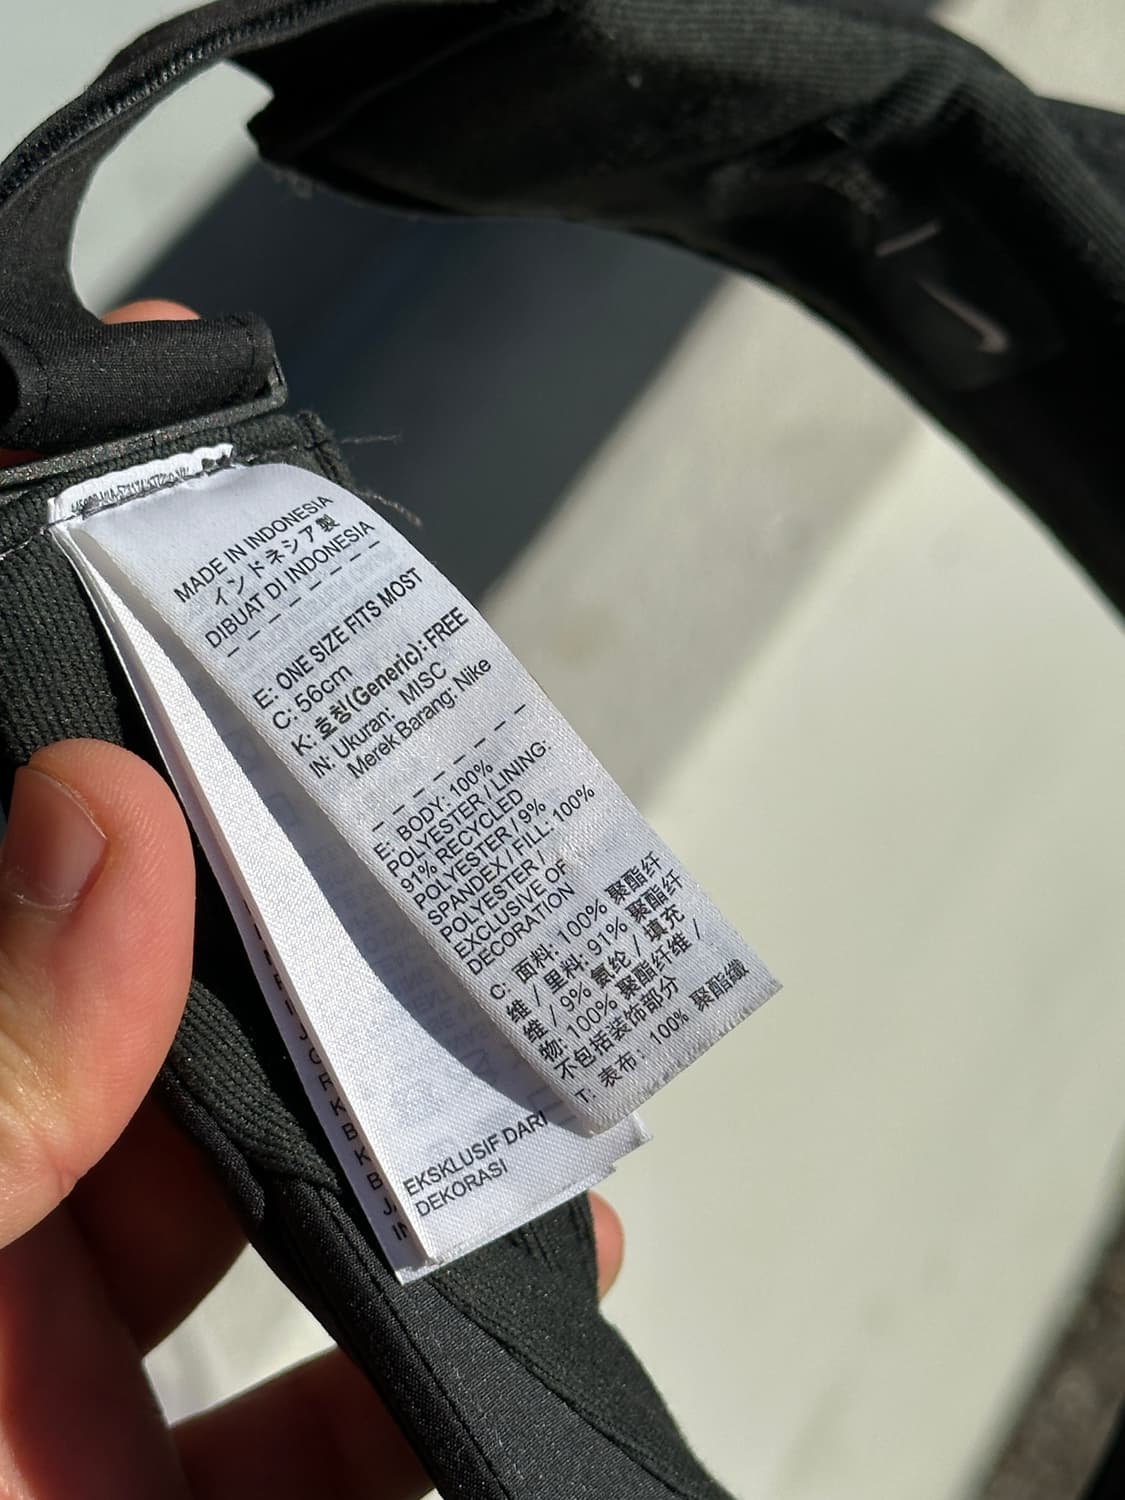 MADE IN INDONESIA
インドネシア製
DIBUAT DI INDONESIA
E: ONE SIZE FITS MOST
C: 56cm
K: 호칭(Generic): FREE
IN: Ukuran: MISC
Merek Barang: Nike
E: BODY: 100%
POLYESTER / LINING:
91% RECYCLED
POLYESTER / 9%
SPANDEX / FILL: 100%
POLYESTER /
EXCLUSIVE OF
DECORATION
C: 面料: 100% 聚酯纤
维 / 里料: 91% 聚酯纤
维 / 9% 氨纶 / 填充
物: 100% 聚酯纤维 /
不包括装饰部分
T: 表布: 100% 聚酯纖
EKSKLUSIF DARI
DEKORASI